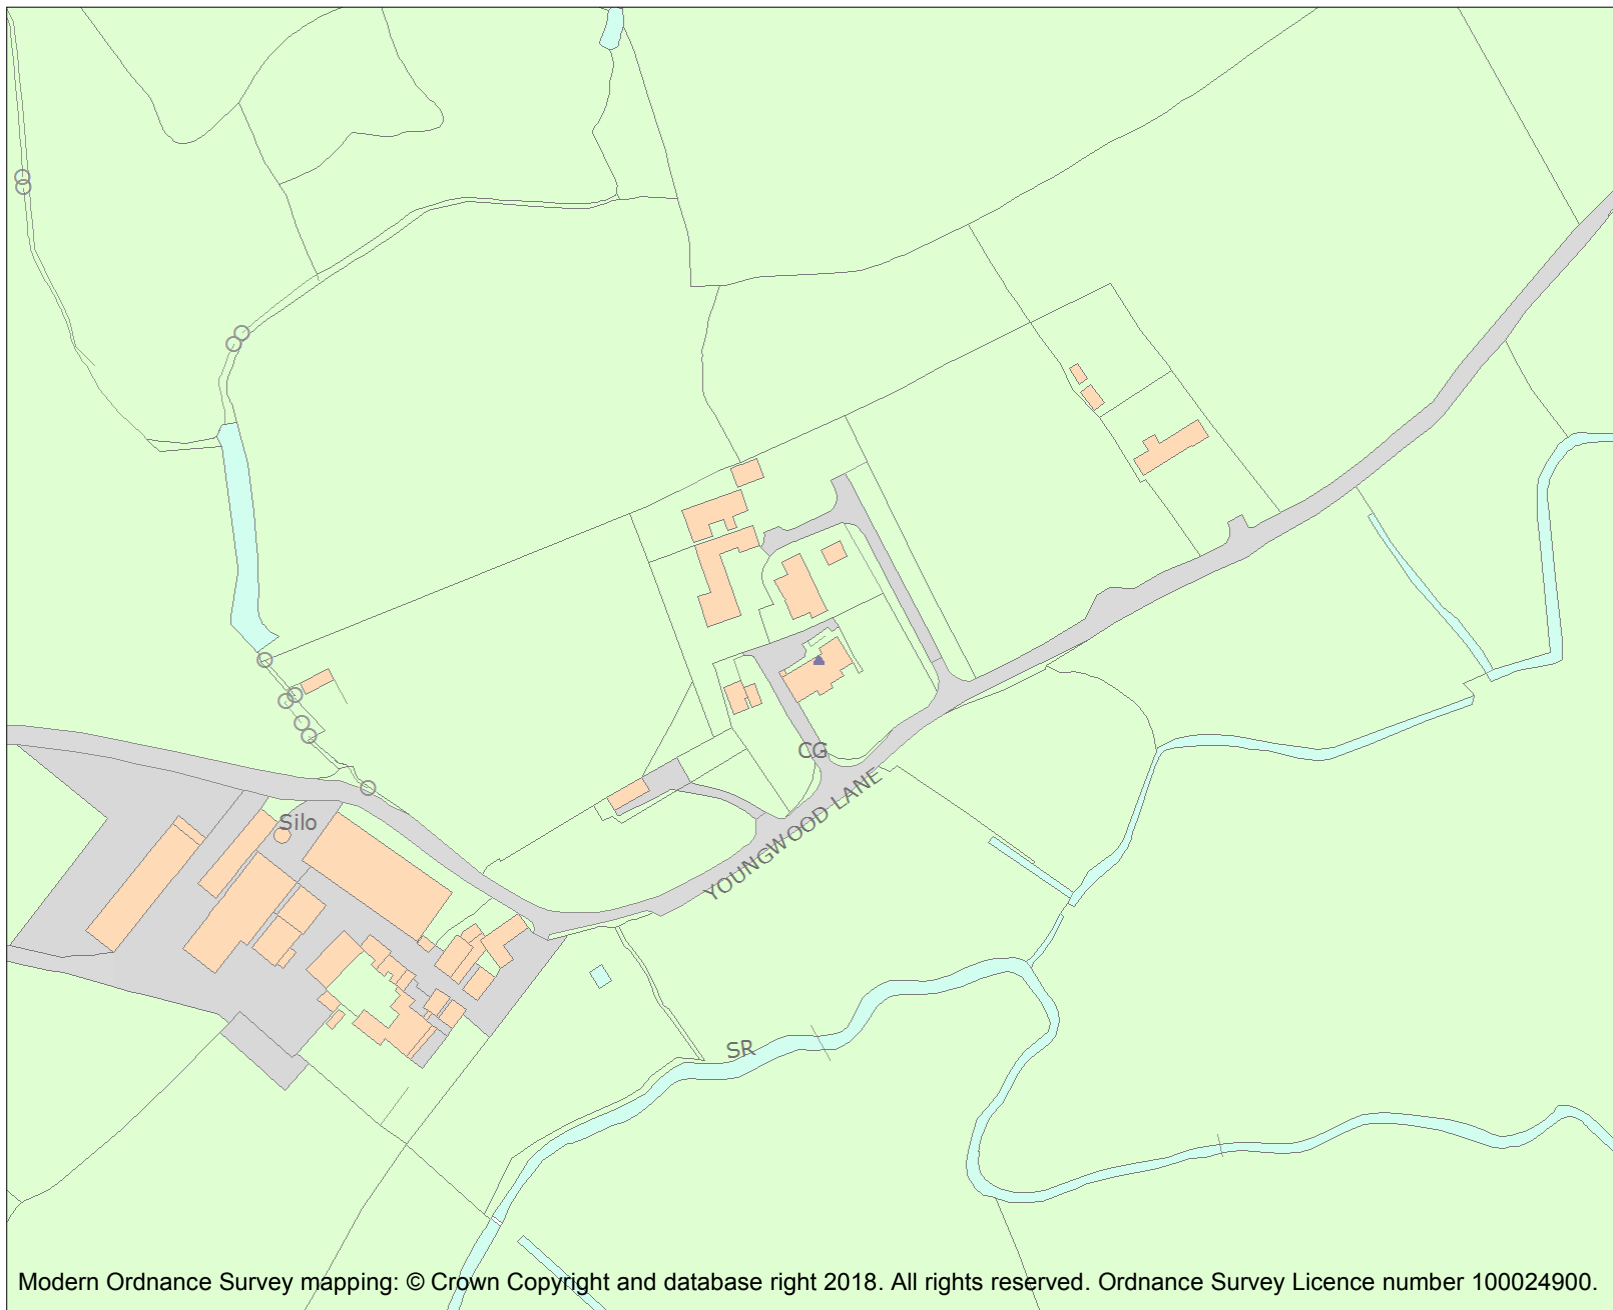 CG
YOUNGWOOD LANE
Silo
SR
Modern Ordnance Survey mapping: © Crown Copyright and database right 2018. All rights reserved. Ordnance Survey Licence number 100024900.